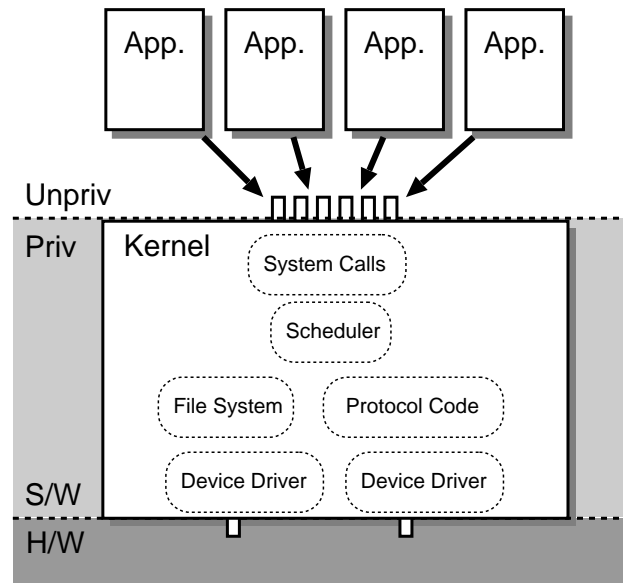 App. App. App. App.
Unpriv
Priv
Kernel
System Calls
Scheduler
File System
Protocol Code
Device Driver
Device Driver
S/W
H/W